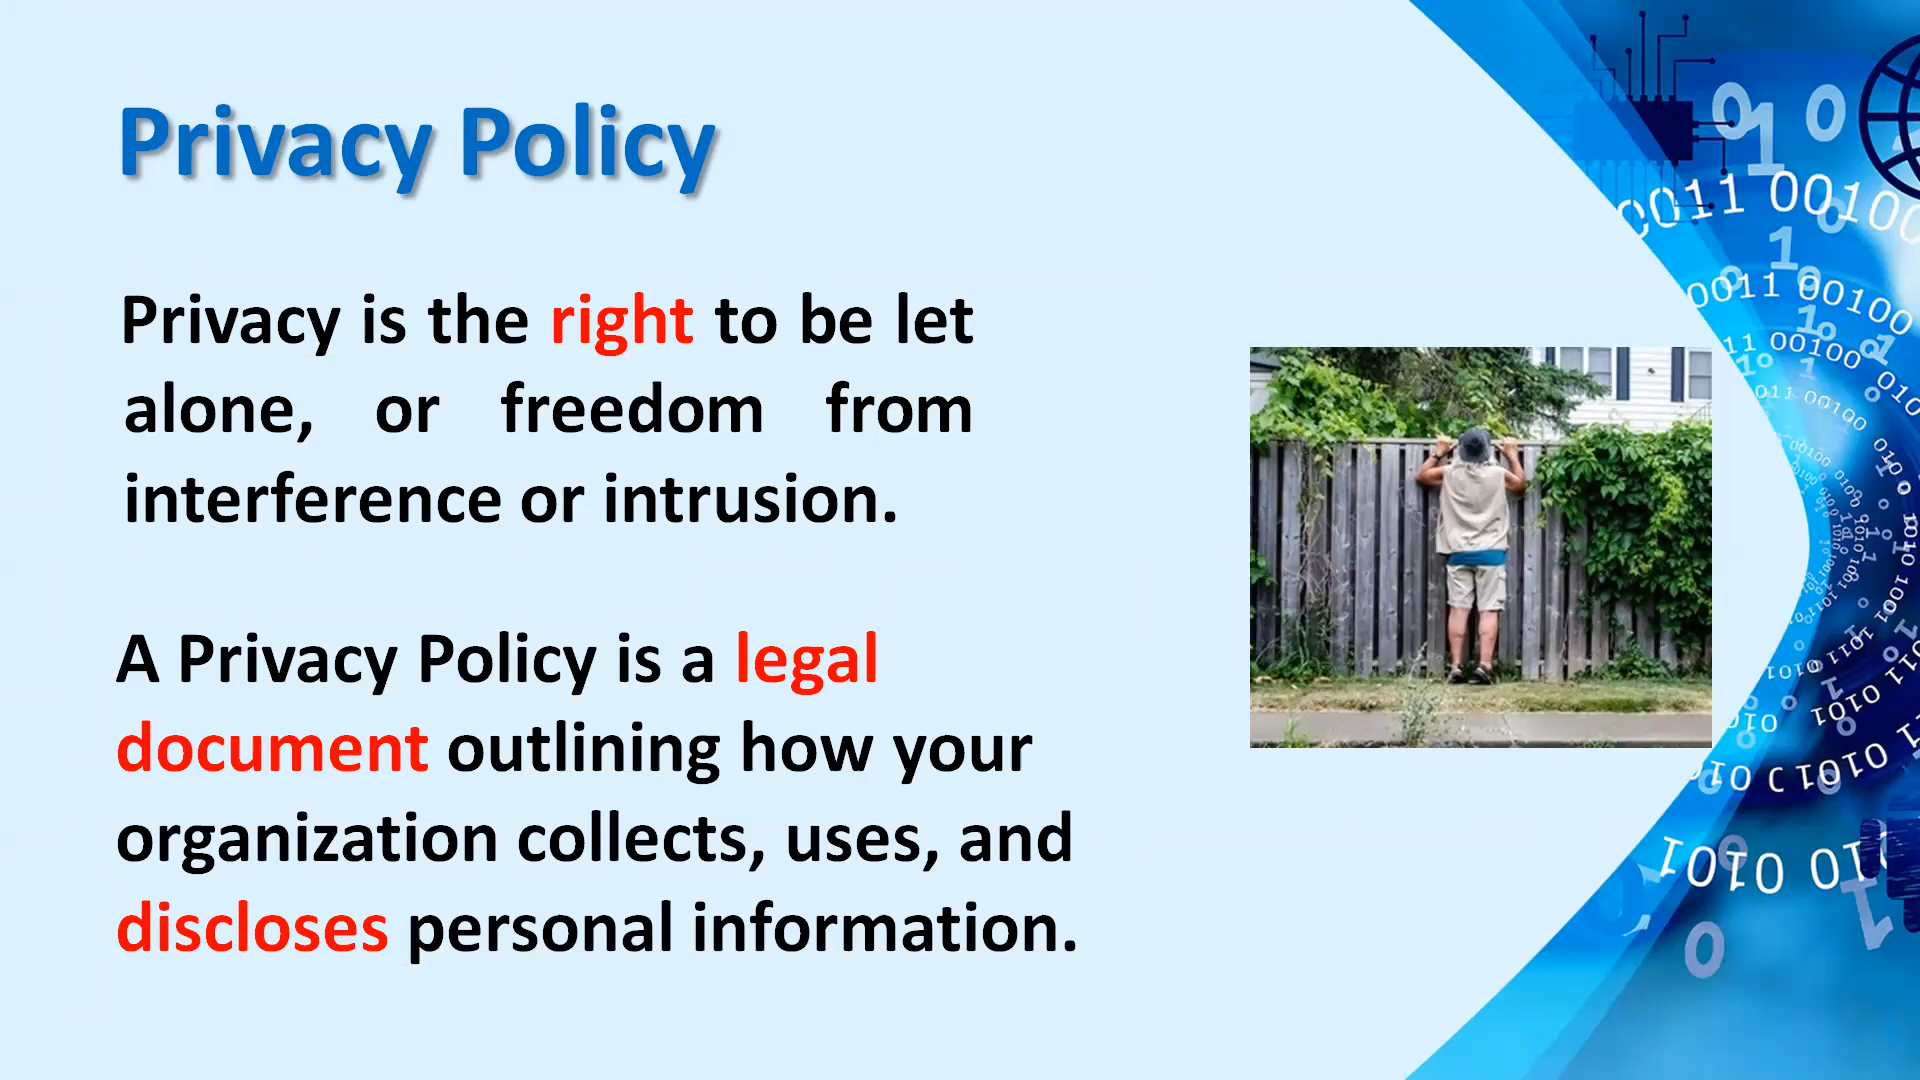 Privacy Policy
Privacy is the right to be let
alone, or freedom from
interference or intrusion.
A Privacy Policy is a legal
document outlining how your
organization collects, uses, and
discloses personal information.